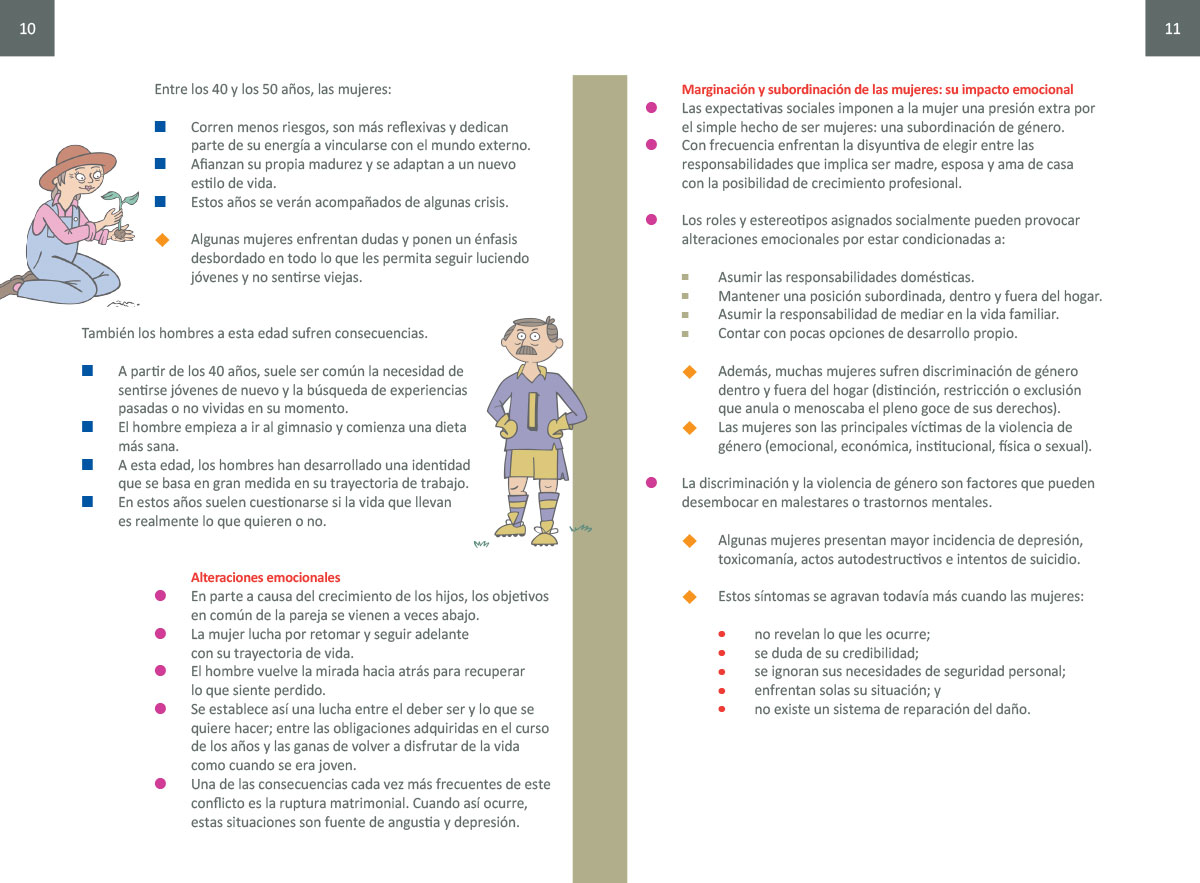 10
Entre los 40 y los 50 años, las mujeres:
Corren menos riesgos, son más reflexivas y dedican
parte de su energía a vincularse con el mundo externo.
Afianzan su propia madurez y se adaptan a un nuevo
estilo de vida.
Estos años se verán acompañados de algunas crisis.
Algunas mujeres enfrentan dudas y ponen un énfasis
desbordado en todo lo que les permita seguir luciendo
jóvenes y no sentirse viejas.
También los hombres a esta edad sufren consecuencias.
A partir de los 40 años, suele ser común la necesidad de
sentirse jóvenes de nuevo y la búsqueda de experiencias
pasadas o no vividas en su momento.
El hombre empieza a ir al gimnasio y comienza una dieta
más sana.
A esta edad, los hombres han desarrollado una identidad
que se basa en gran medida en su trayectoria de trabajo.
En estos años suelen cuestionarse si la vida que llevan
es realmente lo que quieren o no.
Alteraciones emocionales
En parte a causa del crecimiento de los hijos, los objetivos
en común de la pareja se vienen a veces abajo.
La mujer lucha por retomar y seguir adelante
con su trayectoria de vida.
El hombre vuelve la mirada hacia atrás para recuperar
lo que siente perdido.
Se establece así una lucha entre el deber ser y lo que se
quiere hacer; entre las obligaciones adquiridas en el curso
de los años y las ganas de volver a disfrutar de la vida
como cuando se era joven.
Una de las consecuencias cada vez más frecuentes de este
conflicto es la ruptura matrimonial. Cuando así ocurre,
estas situaciones son fuente de angustia y depresión.
11
Marginación y subordinación de las mujeres: su impacto emocional
Las expectativas sociales imponen a la mujer una presión extra por
el simple hecho de ser mujeres: una subordinación de género.
Con frecuencia enfrentan la disyuntiva de elegir entre las
responsabilidades que implica ser madre, esposa y ama de casa
con la posibilidad de crecimiento profesional.
Los roles y estereotipos asignados socialmente pueden provocar
alteraciones emocionales por estar condicionadas a:
Asumir las responsabilidades domésticas.
Mantener una posición subordinada, dentro y fuera del hogar.
Asumir la responsabilidad de mediar en la vida familiar.
Contar con pocas opciones de desarrollo propio.
Además, muchas mujeres sufren discriminación de género
dentro y fuera del hogar (distinción, restricción o exclusión
que anula o menoscaba el pleno goce de sus derechos).
Las mujeres son las principales víctimas de la violencia de
género (emocional, económica, institucional, física o sexual).
La discriminación y la violencia de género son factores que pueden
desembocar en malestares o trastornos mentales.
Algunas mujeres presentan mayor incidencia de depresión,
toxicomanía, actos autodestructivos e intentos de suicidio.
Estos síntomas se agravan todavía más cuando las mujeres:
no revelan lo que les ocurre;
se duda de su credibilidad;
se ignoran sus necesidades de seguridad personal;
enfrentan solas su situación; y
no existe un sistema de reparación del daño.